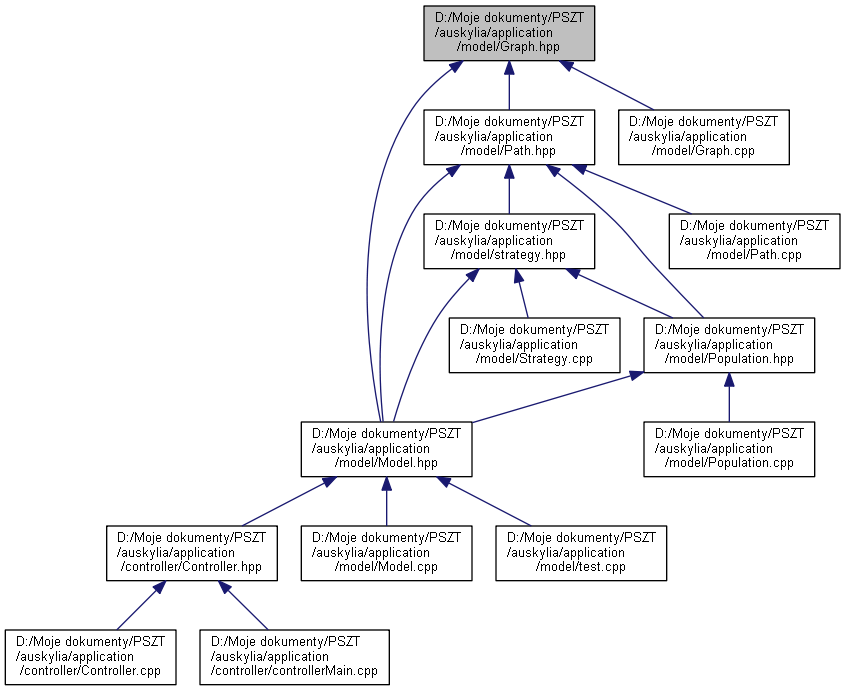 D:/Moje dokumenty/PSZT
/auskylia/application
/model/Graph.hpp
D:/Moje dokumenty/PSZT
/auskylia/application
/model/Path.hpp
D:/Moje dokumenty/PSZT
/auskylia/application
/model/Graph.cpp
D:/Moje dokumenty/PSZT
/auskylia/application
/model/strategy.hpp
D:/Moje dokumenty/PSZT
/auskylia/application
/model/Path.cpp
D:/Moje dokumenty/PSZT
/auskylia/application
/model/Strategy.cpp
D:/Moje dokumenty/PSZT
/auskylia/application
/model/Population.hpp
D:/Moje dokumenty/PSZT
/auskylia/application
/model/Model.hpp
D:/Moje dokumenty/PSZT
/auskylia/application
/model/Population.cpp
D:/Moje dokumenty/PSZT
/auskylia/application
/controller/Controller.hpp
D:/Moje dokumenty/PSZT
/auskylia/application
/model/Model.cpp
D:/Moje dokumenty/PSZT
/auskylia/application
/model/test.cpp
D:/Moje dokumenty/PSZT
/auskylia/application
/controller/Controller.cpp
D:/Moje dokumenty/PSZT
/auskylia/application
/controller/controllerMain.cpp